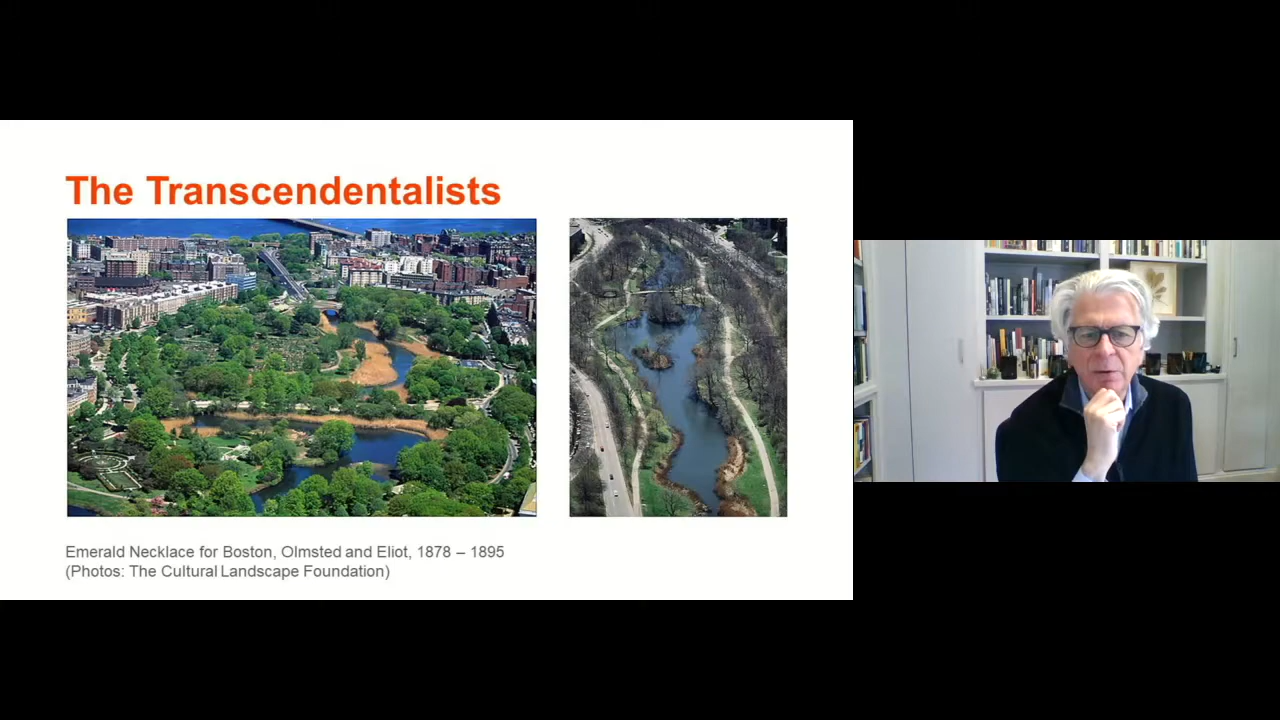 The Transcendentalists
Emerald Necklace for Boston, Olmsted and Eliot, 1878 – 1895
(Photos: The Cultural Landscape Foundation)